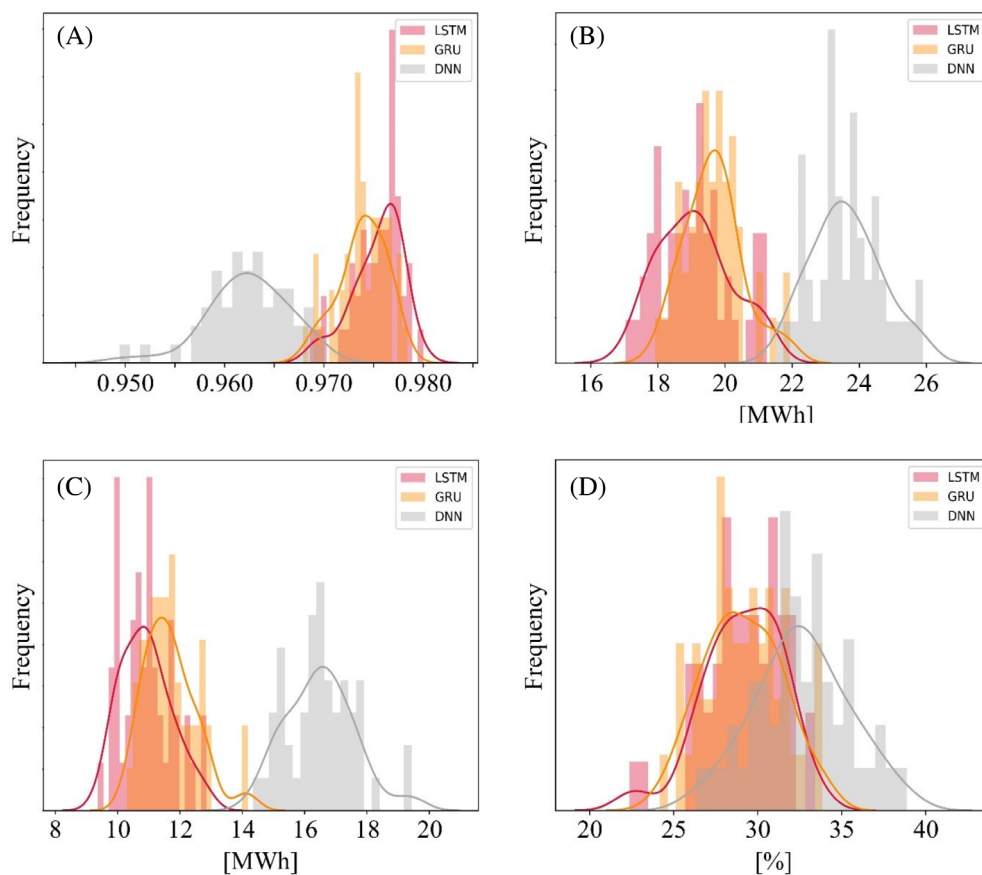 (A)
LSTM
GRU
DNN
Frequency
0.950 0.960 0.970 0.980
(B)
LSTM
GRU
DNN
Frequency
16 18 20 22 24 26
[MWh]
(C)
LSTM
GRU
DNN
Frequency
8 10 12 14 16 18 20
[MWh]
(D)
LSTM
GRU
DNN
Frequency
20 25 30 35 40
[%]